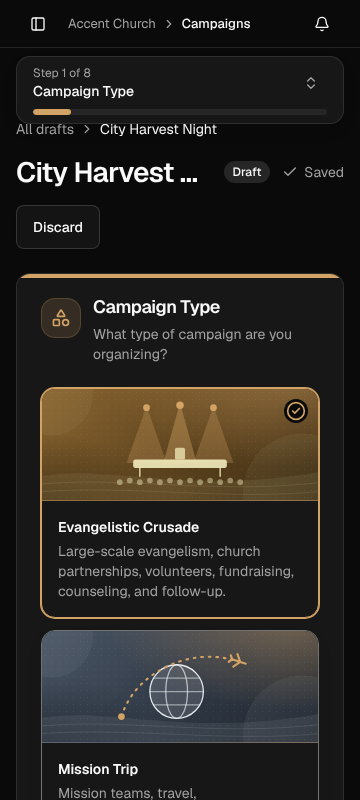 Accent Church > Campaigns
Step 1 of 8
Campaign Type
All drafts > City Harvest Night
City Harvest ...
Draft
Saved
Discard
Campaign Type
What type of campaign are you
organizing?
Evangelistic Crusade
Large-scale evangelism, church
partnerships, volunteers, fundraising,
counseling, and follow-up.
Mission Trip
Mission teams, travel,